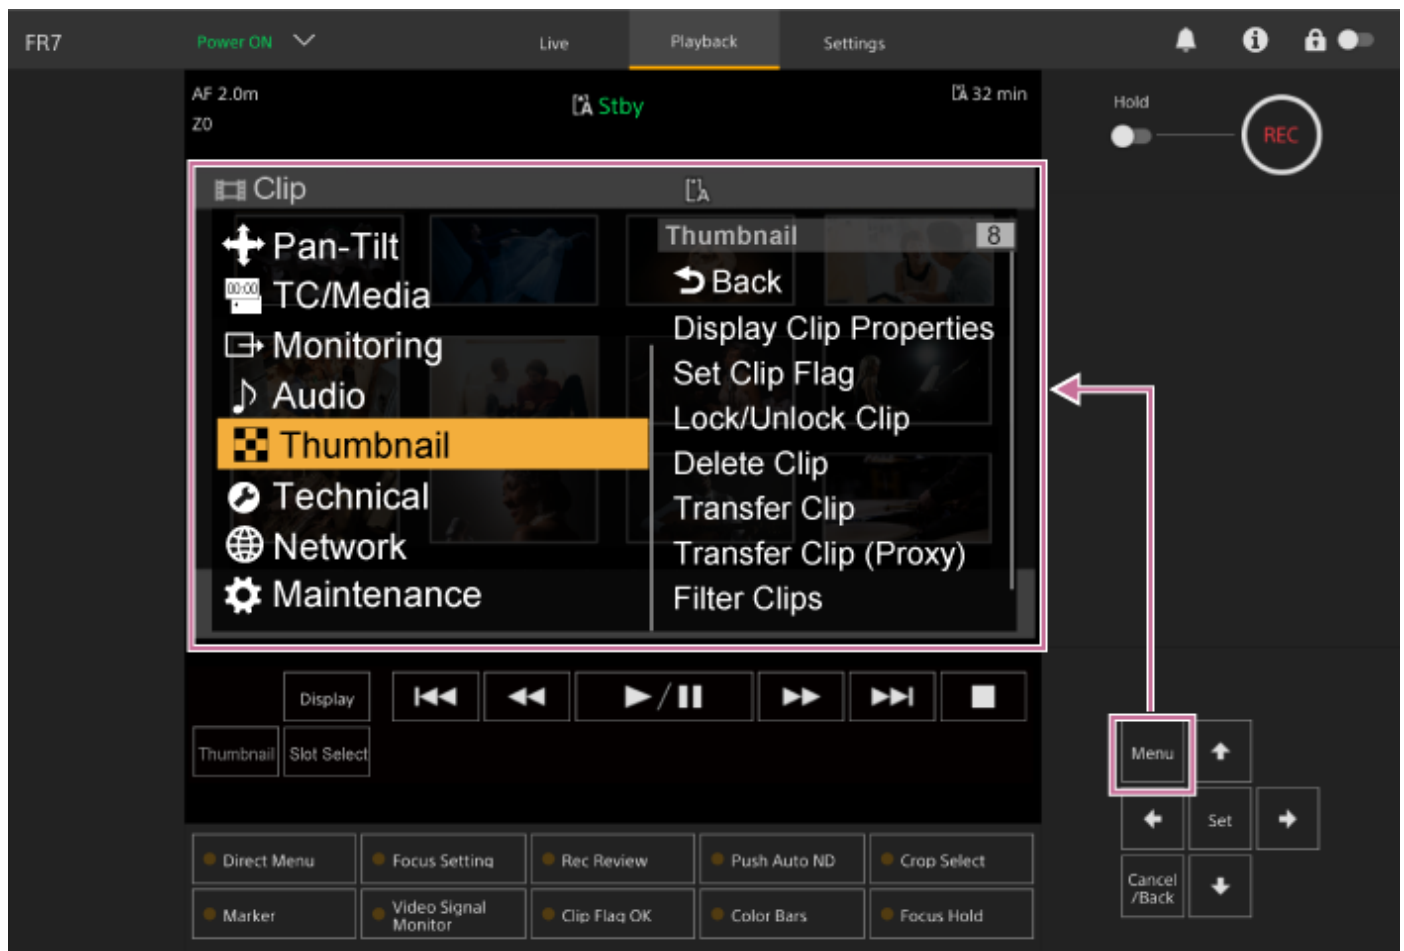 FR7
Power ON
Live
Playback
Settings
AF 2.0m
Z0
A Stby
A 32 min
Hold
REC
Clip
A
Pan-Tilt
00:00 TC/Media
Monitoring
Audio
Thumbnail
Technical
Network
Maintenance
Thumbnail 8
Back
Display Clip Properties
Set Clip Flag
Lock/Unlock Clip
Delete Clip
Transfer Clip
Transfer Clip (Proxy)
Filter Clips
Display
Thumbnail
Slot Select
Menu
Set
Cancel
/Back
Direct Menu
Focus Setting
Rec Review
Push Auto ND
Crop Select
Marker
Video Signal
Monitor
Clip Flag OK
Color Bars
Focus Hold